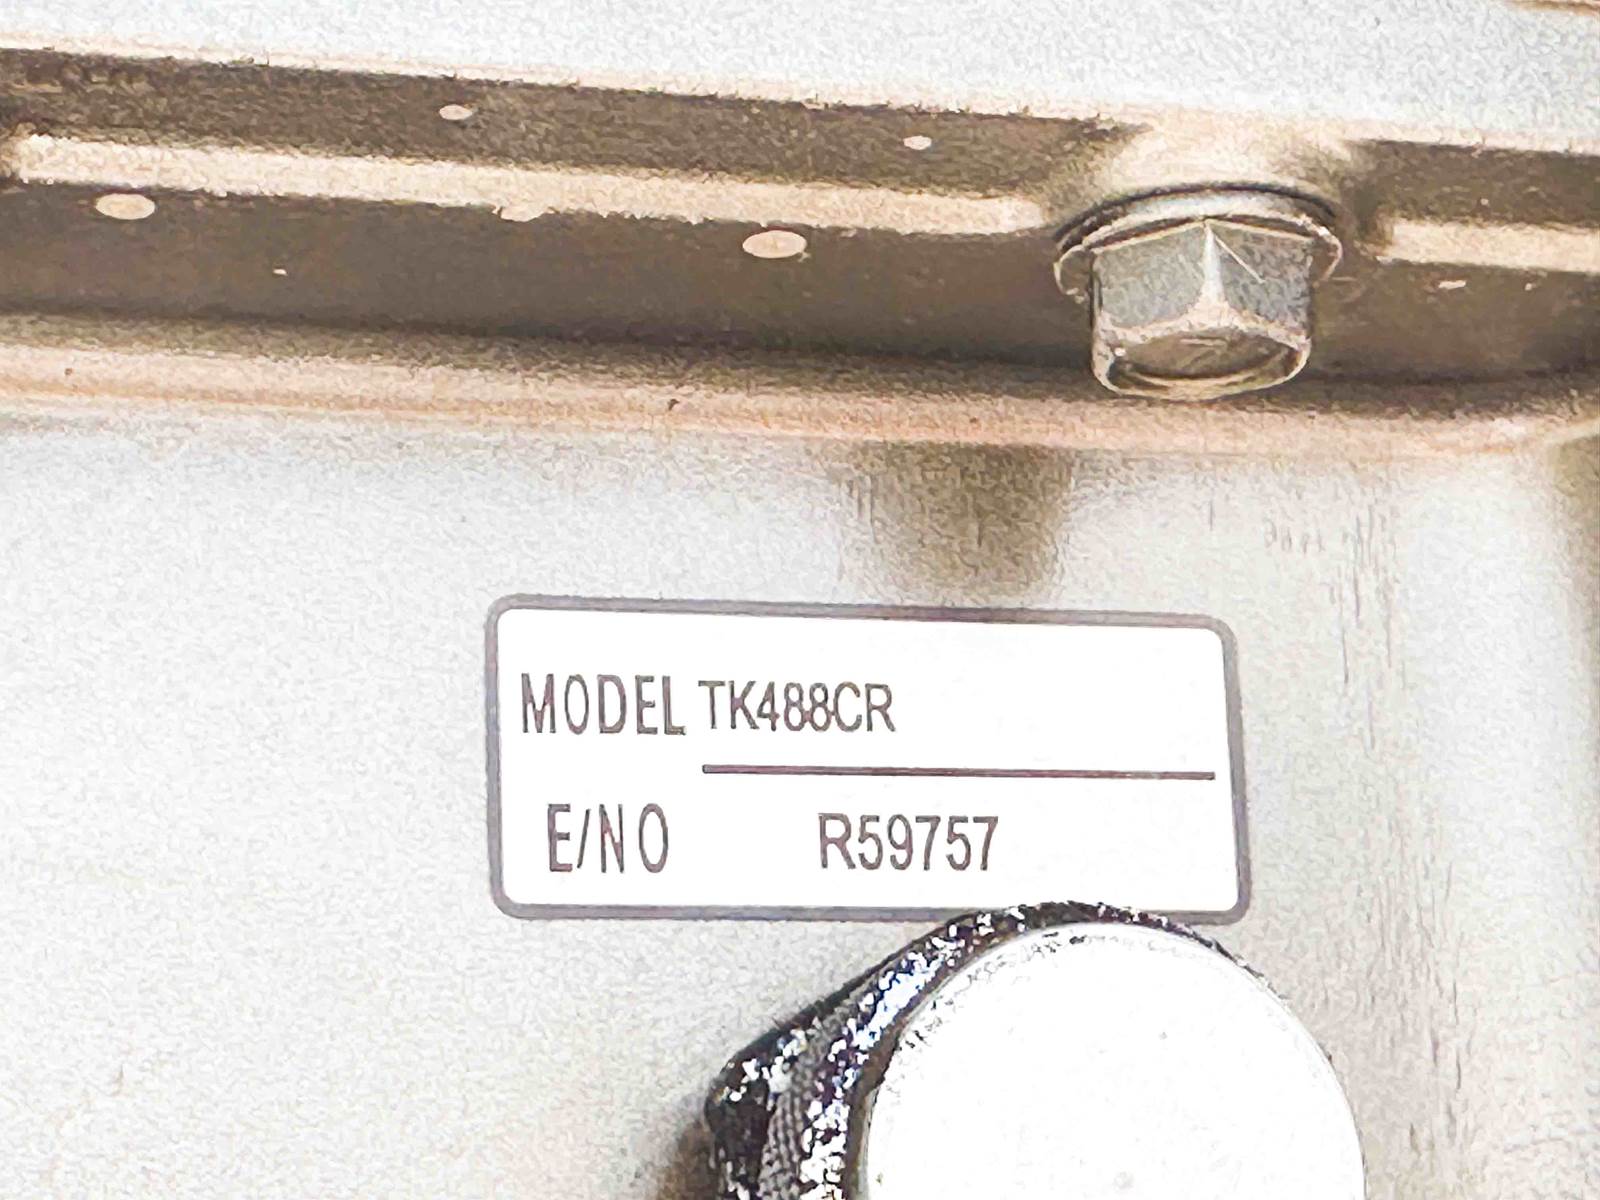 MODEL TK488CR
E/NO R59757